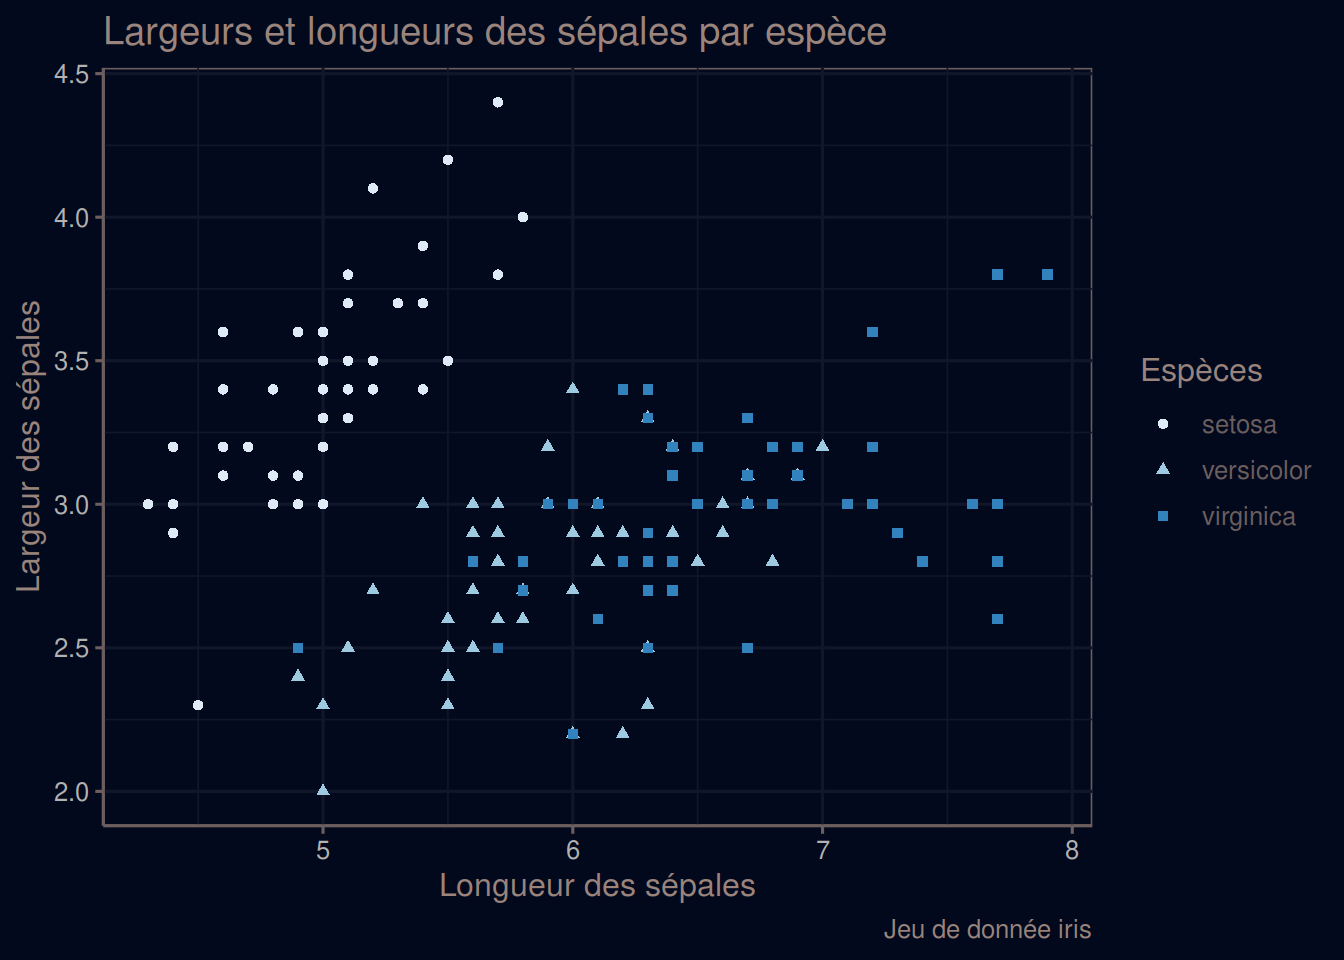 Largeurs et longueurs des sépales par espèce
4.5
4.0
3.5
3.0
2.5
2.0
Largeur des sépales
5 6 7 8
Longueur des sépales
Espèces
setosa
versicolor
virginica
Jeu de donnée iris